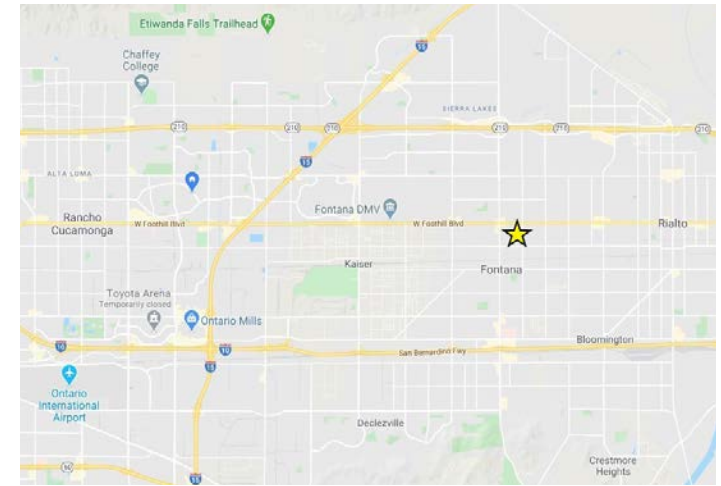 Etiwanda Falls Trailhead
15
Chaffey
College
SIERRA LAKES
210
210
210
210
210
210
15
ALTA LOMA
Fontana DMV
Rancho
Cucamonga
W Foothill Blvd
W Foothill Blvd
Rialto
Kaiser
Fontana
Toyota Arena
Temporarily closed
Ontario Mills
Bloomington
10
10
10
San Bernardino Fwy
15
Ontario
International
Airport
Declezville
Crestmore
Heights
60
15